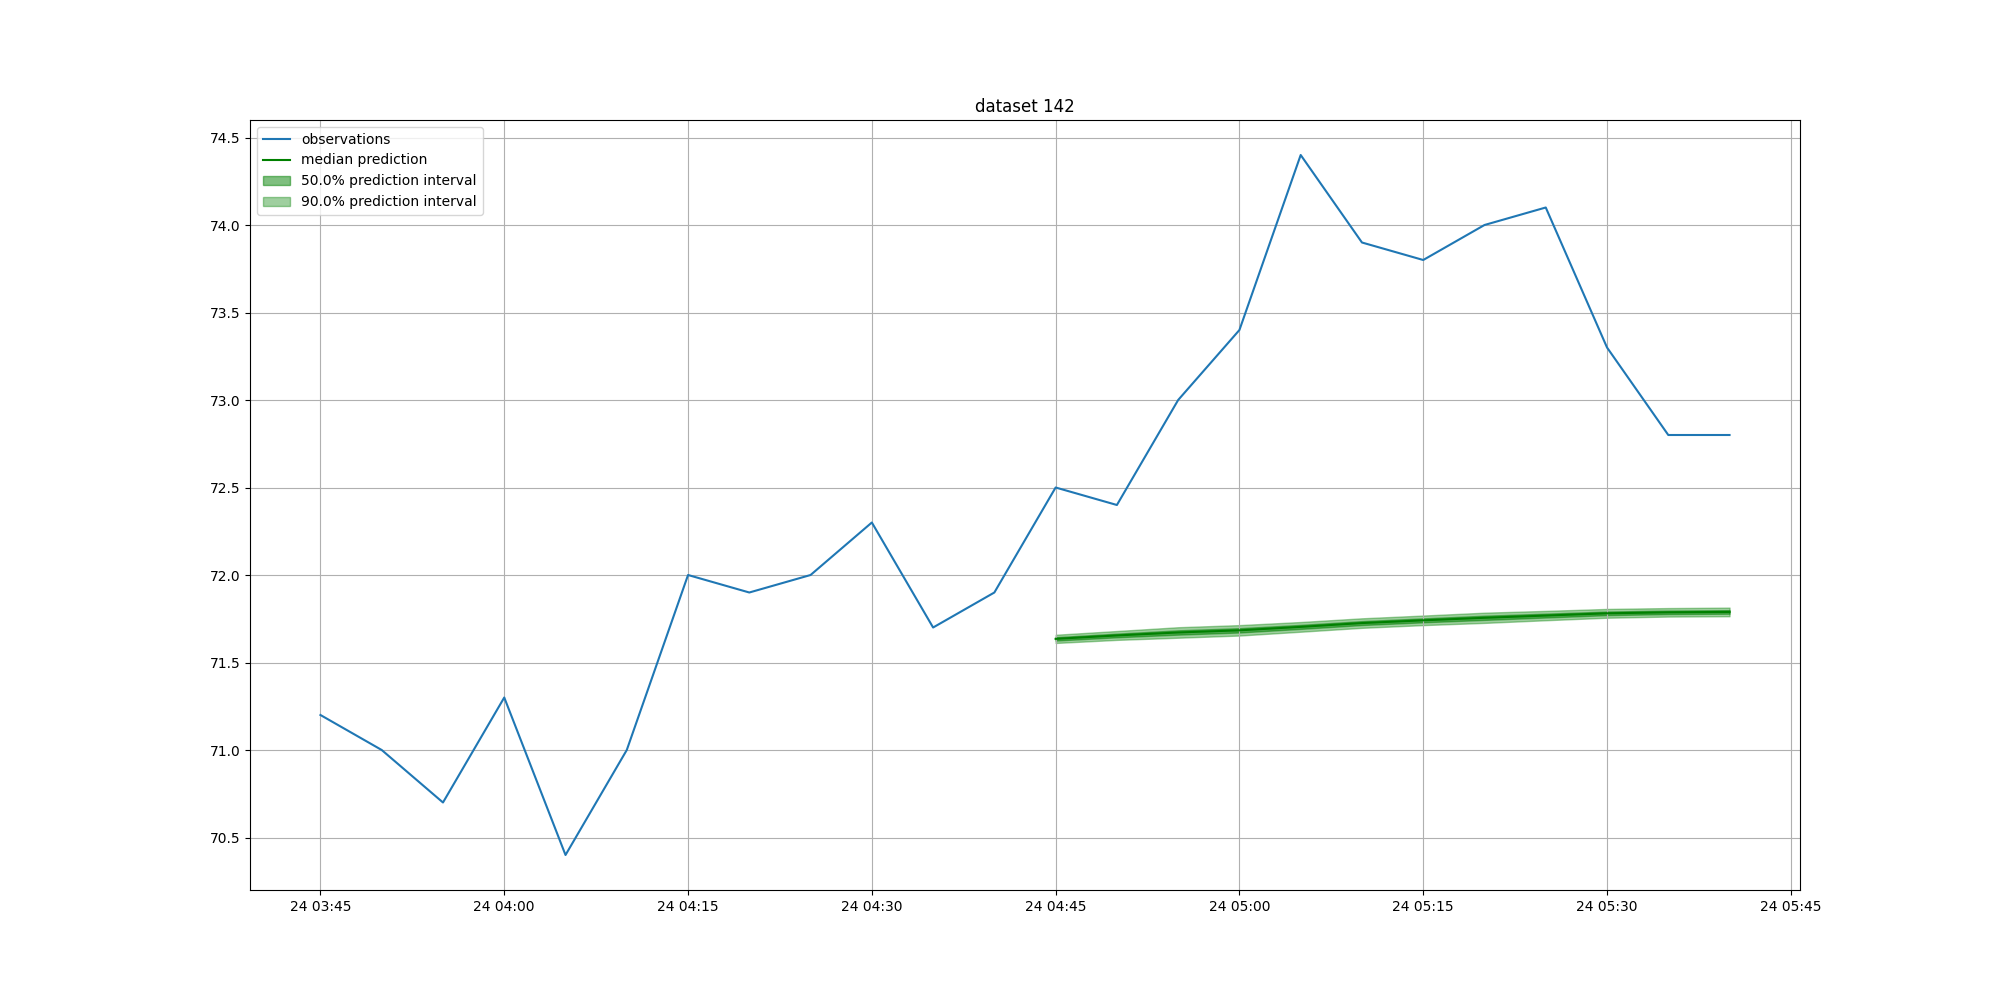 dataset 142
observations
median prediction
50.0% prediction interval
90.0% prediction interval
74.5
74.0
73.5
73.0
72.5
72.0
71.5
71.0
70.5
24 03:45 24 04:00 24 04:15 24 04:30 24 04:45 24 05:00 24 05:15 24 05:30 24 05:45